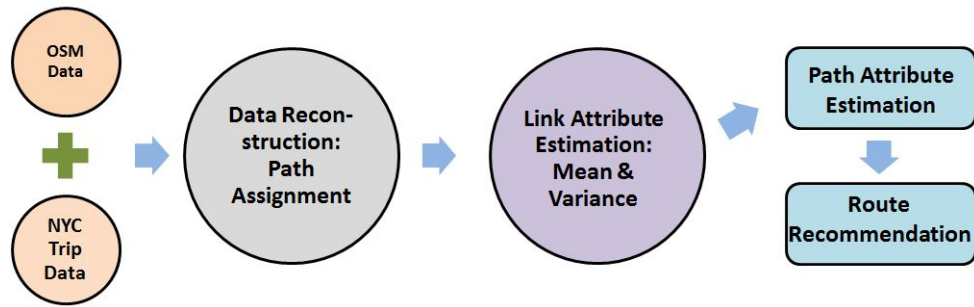 OSM
Data
NYC
Trip
Data
Data Recon-
struction:
Path
Assignment
Link Attribute
Estimation:
Mean &
Variance
Path Attribute
Estimation
Route
Recommendation